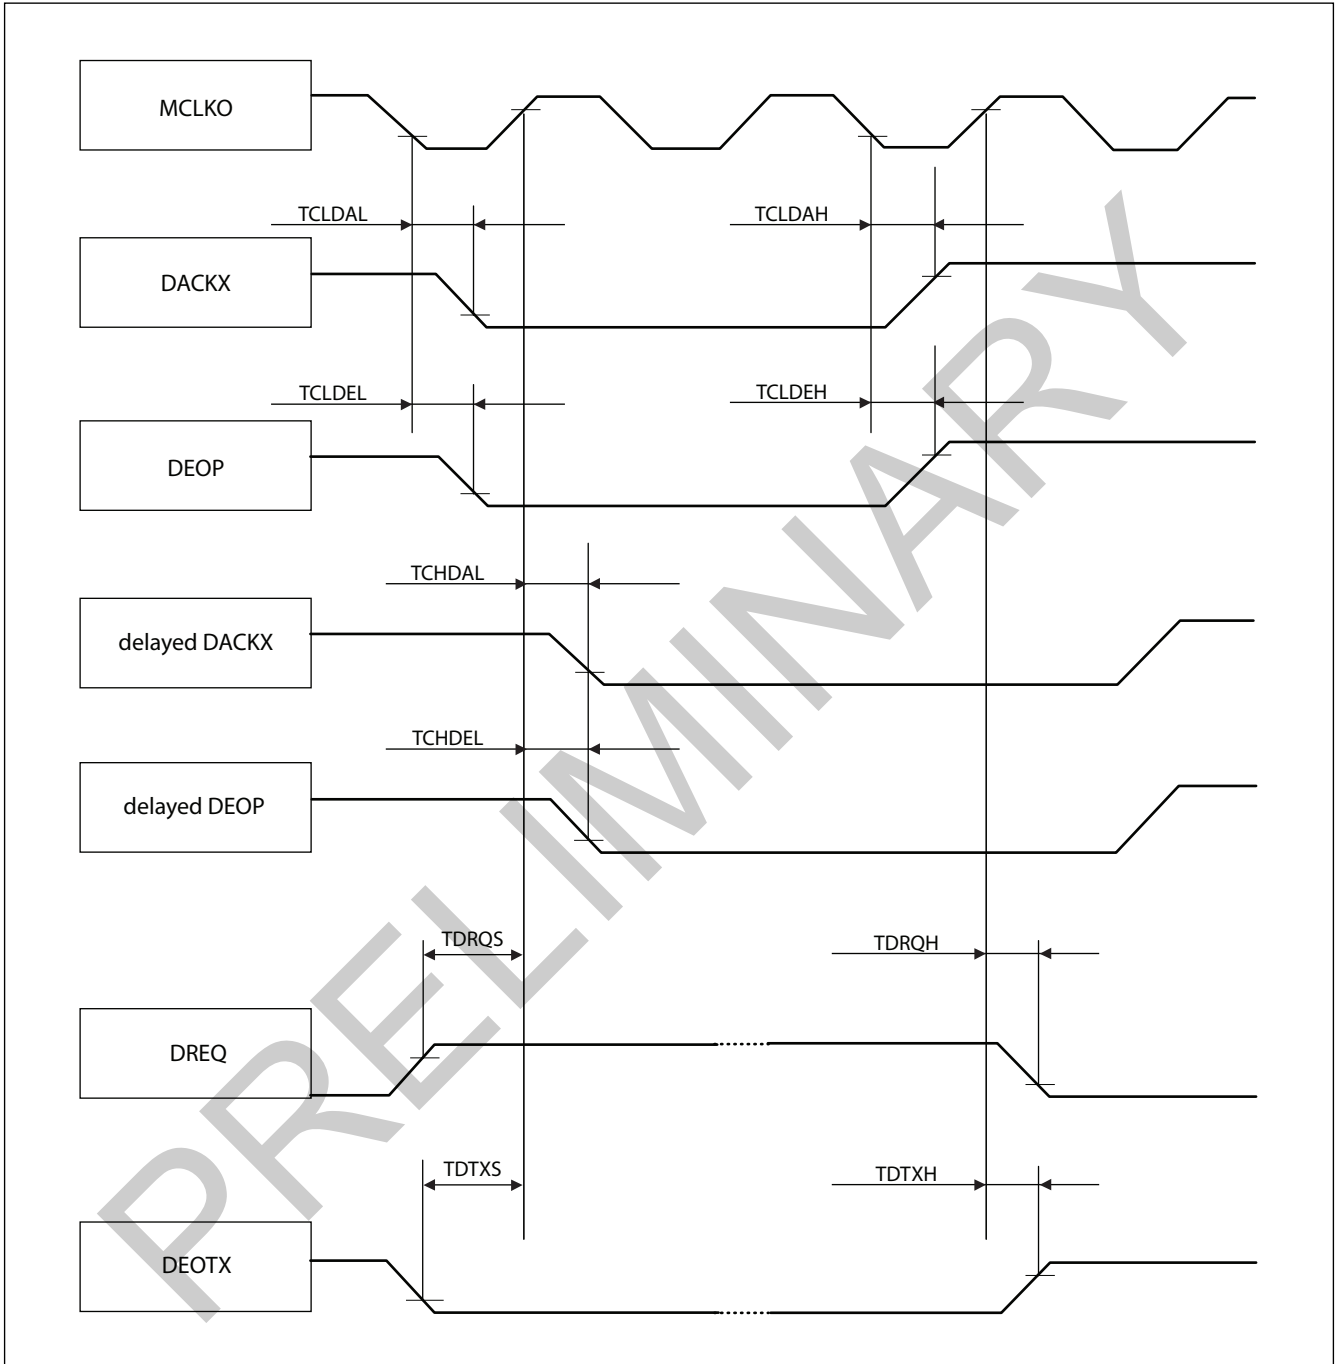 MCLKO
TCLDAL
TCLDAH
DACKX
TCLDEL
TCLDEH
DEOP
TCHDAL
delayed DACKX
TCHDEL
delayed DEOP
TDRQS
TDRQH
DREQ
TDTXS
TDTXH
DEOTX
PRELIMINARY